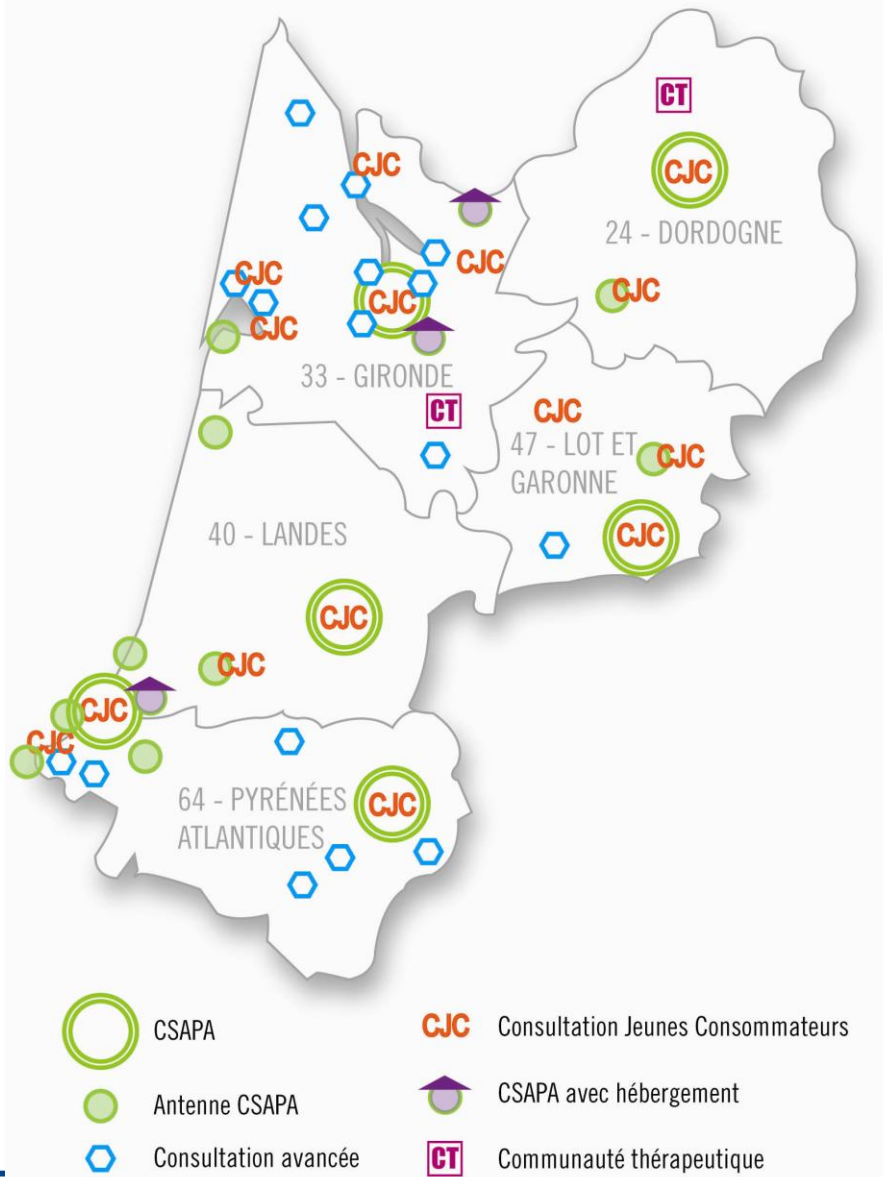 CT
CJC
CJC
24 - DORDOGNE
CJC
CJC
CJC
CJC
CJC
CJC
33 - GIRONDE
CT
CJC
47 - LOT ET
GARONNE
CJC
CJC
40 - LANDES
CJC
CJC
CJC
CJC
64 - PYRÉNÉES
ATLANTIQUES
CJC
CSAPA
CJC Consultation Jeunes Consommateurs
Antenne CSAPA
CSAPA avec hébergement
Consultation avancée
CT Communauté thérapeutique